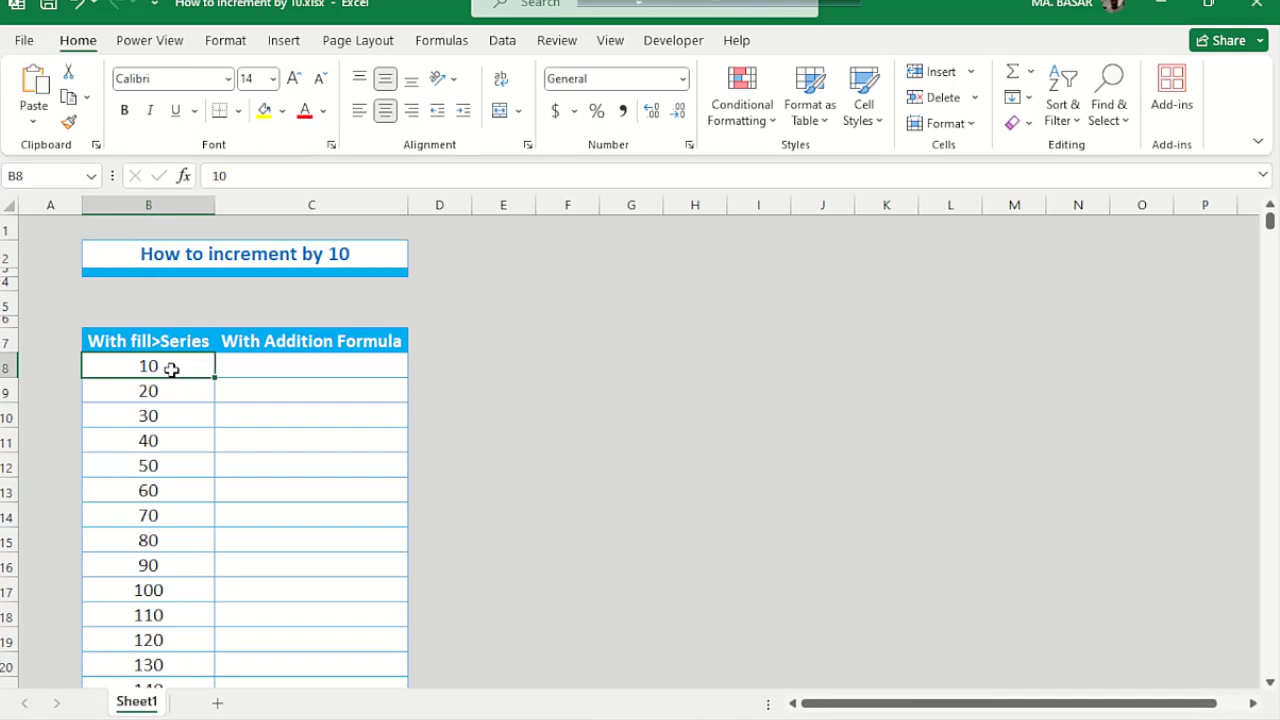 How to increment by 10.xlsx - Excel
Search
MA. BASAR
File Home Power View Format Insert Page Layout Formulas Data Review View Developer Help
Share
Paste
Clipboard
Calibri 14
B I U A
Font
ab
Alignment
General
$ % ,
Number
Conditional Formatting
Format as Table
Cell Styles
Styles
Insert
Delete
Format
Cells
Sort & Filter
Find & Select
Editing
Add-ins
Add-ins
B8 fx 10
A B C D E F G H I J K L M N O P
1
2 How to increment by 10
4
5
6
7 With fill>Series With Addition Formula
8 10
9 20
10 30
11 40
12 50
13 60
14 70
15 80
16 90
17 100
18 110
19 120
20 130
140
Sheet1